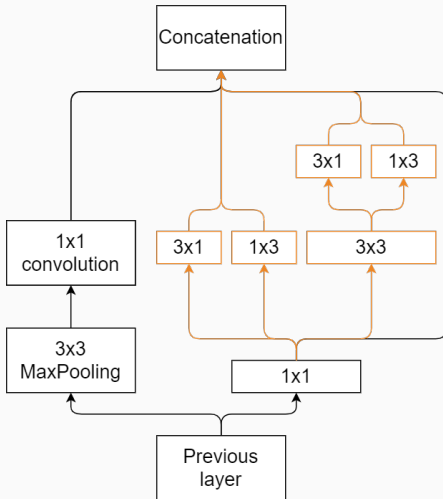 Concatenation
3x1
1x3
1x1
convolution
3x1
1x3
3x3
3x3
MaxPooling
1x1
Previous
layer